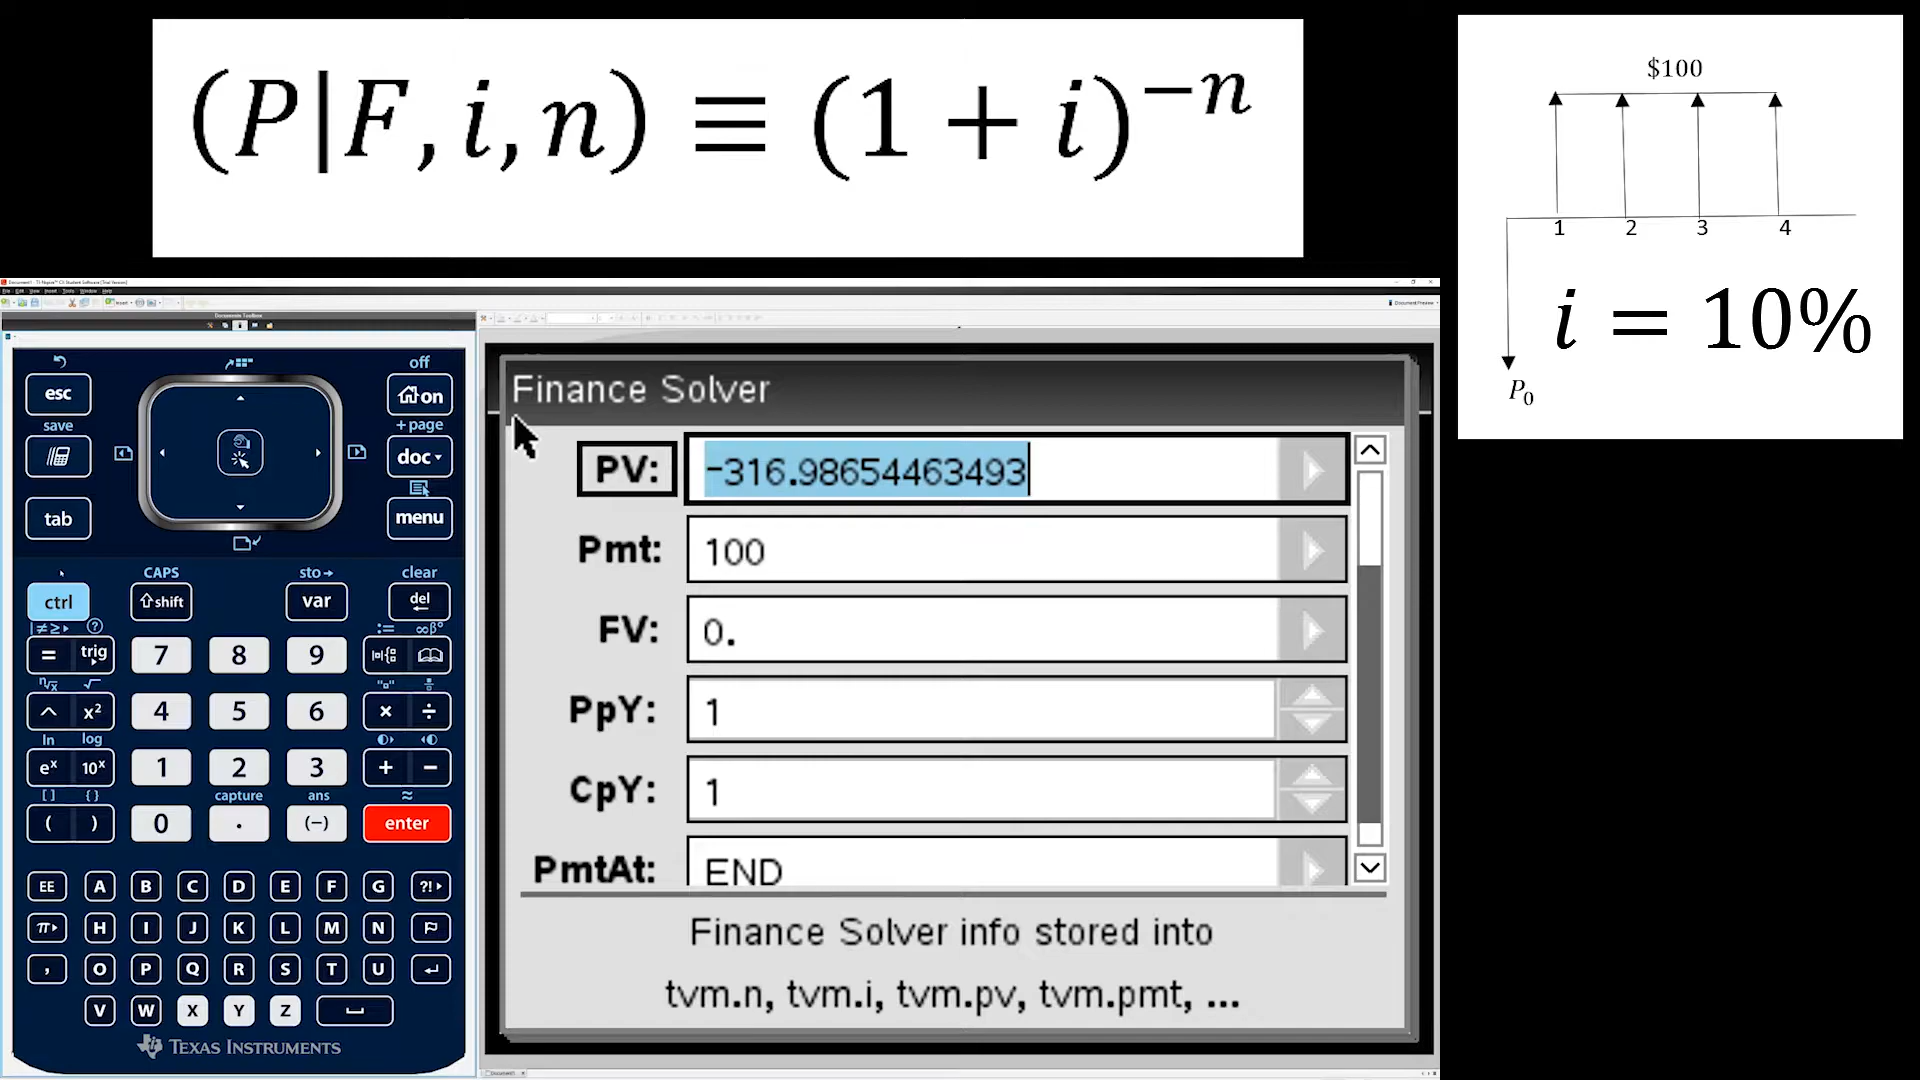 (P|F, i, n) ≡ (1 + i)⁻ⁿ
$100
1 2 3 4
i = 10%
P₀
Finance Solver
PV: -316.98654463493
Pmt: 100
FV: 0.
PpY: 1
CpY: 1
PmtAt: END
Finance Solver info stored into
tvm.n, tvm.i, tvm.pv, tvm.pmt, ...
off
esc
on
save
+ page
doc
tab
menu
CAPS
sto→
clear
ctrl
shift
var
del
= trig 7 8 9
^ x² 4 5 6 × ÷
ln log
eˣ 10ˣ 1 2 3 + −
[ ] { } capture ans ≈
( ) 0 . (−) enter
EE A B C D E F G ?!
π H I J K L M N
, O P Q R S T U
V W X Y Z
TEXAS INSTRUMENTS